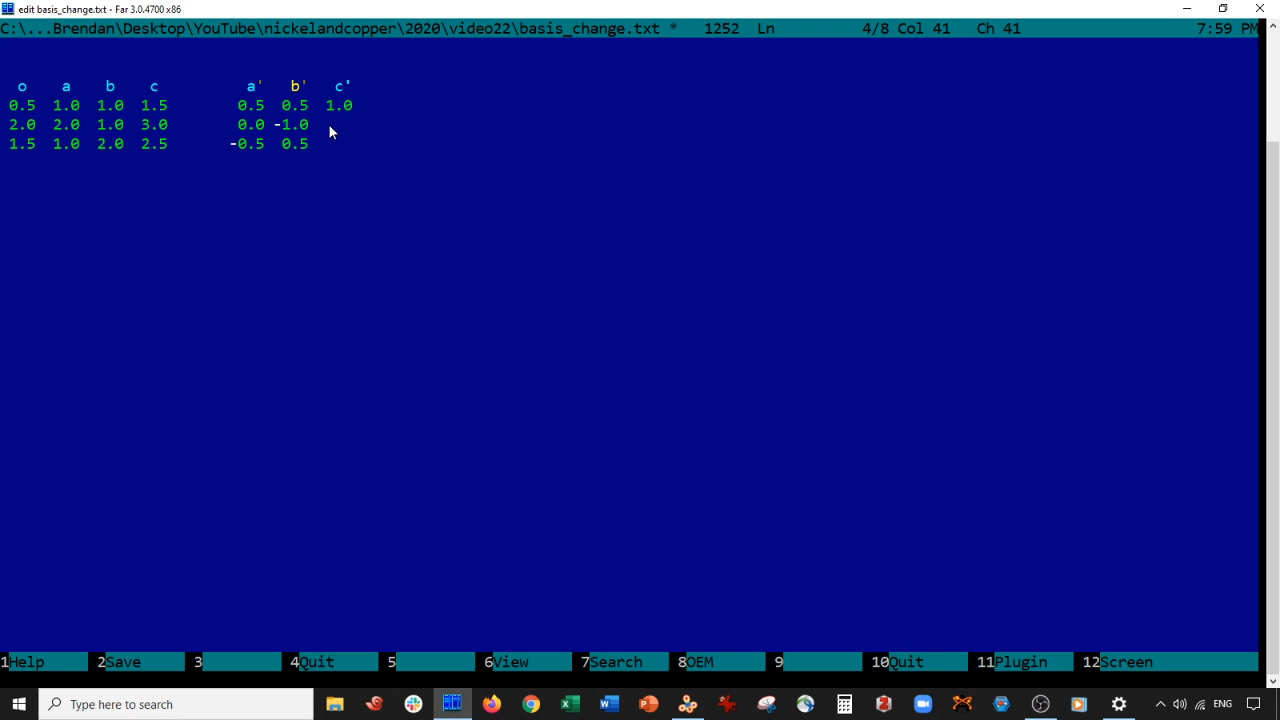 edit basis_change.txt - Far 3.0.4700 x86
C:\...Brendan\Desktop\YouTube\nickelandcopper\2020\video22\basis_change.txt * 1252 Ln 4/8 Col 41 Ch 41 7:59 PM
o a b c a' b' c'
0.5 1.0 1.0 1.5 0.5 0.5 1.0
2.0 2.0 1.0 3.0 0.0 -1.0
1.5 1.0 2.0 2.5 -0.5 0.5
1Help 2Save 3 4Quit 5 6View 7Search 8OEM 9 10Quit 11Plugin 12Screen
Type here to search ENG